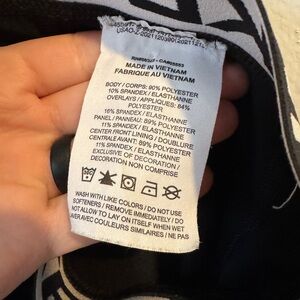 MADE IN VIETNAM
FABRIQUE AU VIETNAM
BODY / CORPS: 90% POLYESTER
10% SPANDEX / ELASTHANNE
OVERLAYS / APPLIQUES: 84%
POLYESTER
16% SPANDEX / ELASTHANNE
PANEL / PANNEAU: 89% POLYESTER
11% SPANDEX / ELASTHANNE
CENTER FRONT LINING / DOUBLURE
CENTRALE AVANT: 89% POLYESTER
11% SPANDEX / ELASTHANNE
EXCLUSIVE OF DECORATION /
DECORATION NON COMPRISE
WASH WITH LIKE COLORS / DO NOT USE
SOFTENERS / REMOVE IMMEDIATELY / DO
NOT ALLOW TO LAY ON ITSELF WHEN WET
AVEC COULEURS SIMILAIRES / NE PAS